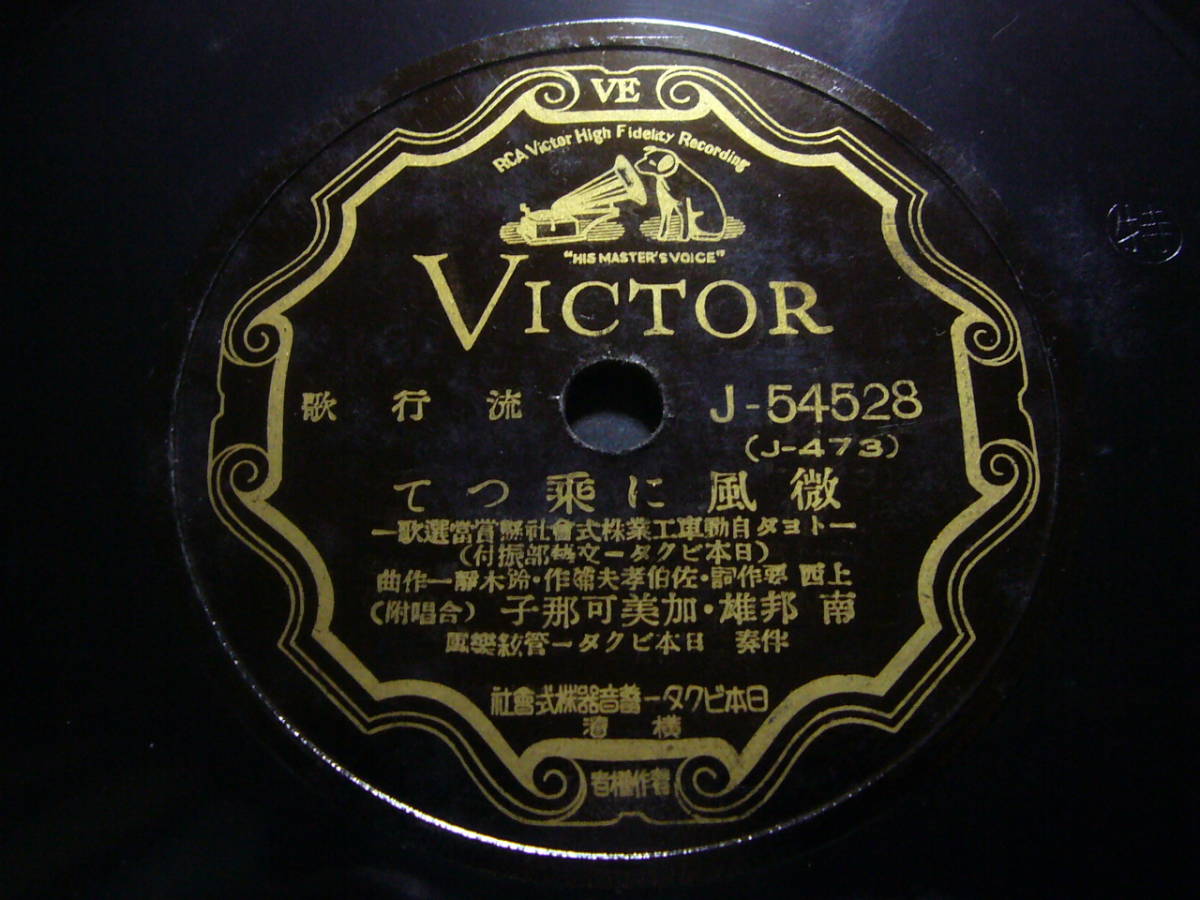 VE
RCA Victor High Fidelity Recording
"HIS MASTER'S VOICE"
VICTOR
流行歌
J-54528
(J-473)
微風に乘つて
―トヨタ自動車工業株式會社懸賞當選歌―
(日本ビクター文藝部振付)
上西要作詞・佐伯孝夫補作・鈴木靜一作曲
南邦雄・加美可那子(合唱附)
伴奏 日本ビクター管絃樂團
日本ビクター蓄音器株式會社
横濱
著作權者
特